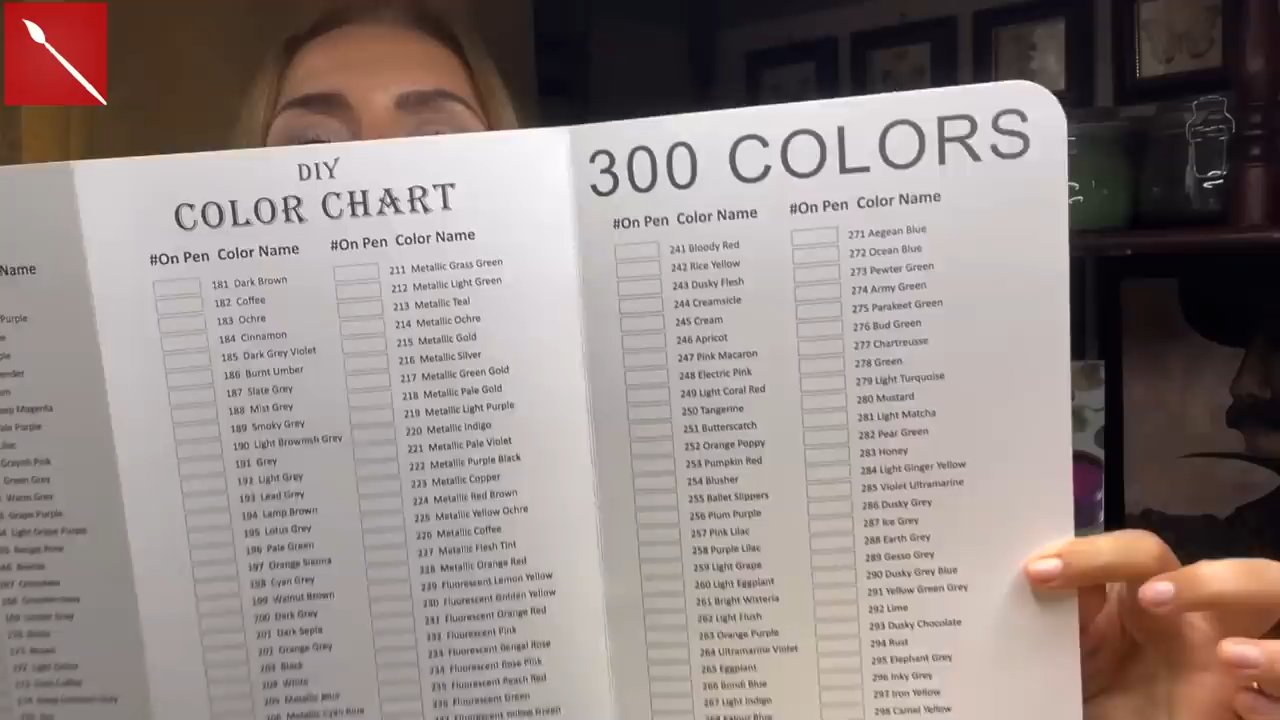 DIY
COLOR CHART
300 COLORS
Name
Purple
#On Pen Color Name
181 Dark Brown
182 Coffee
183 Ochre
184 Cinnamon
185 Dark Grey Violet
186 Burnt Umber
187 Slate Grey
188 Mist Grey
189 Smoky Grey
190 Light Brownish Grey
191 Grey
192 Light Grey
193 Lead Grey
194 Lamp Brown
195 Lotus Grey
196 Pale Green
197 Orange Sienna
198 Cyan Grey
199 Walnut Brown
200 Dark Grey
201 Dark Sepia
202 Orange Grey
203 Black
White
#On Pen Color Name
211 Metallic Grass Green
212 Metallic Light Green
213 Metallic Teal
214 Metallic Ochre
215 Metallic Gold
216 Metallic Silver
217 Metallic Green Gold
218 Metallic Pale Gold
219 Metallic Light Purple
220 Metallic Indigo
221 Metallic Pale Violet
222 Metallic Purple Black
223 Metallic Copper
224 Metallic Red Brown
225 Metallic Yellow Ochre
226 Metallic Coffee
227 Metallic Flesh Tint
228 Metallic Orange Red
229 Fluorescent Lemon Yellow
230 Fluorescent Golden Yellow
231 Fluorescent Orange Red
232 Fluorescent Pink
233 Fluorescent Bengal Rose
234 Fluorescent Rose Pink
235 Fluorescent Peach Red
236 Fluorescent Green
#On Pen Color Name
241 Bloody Red
242 Rice Yellow
243 Dusky Flesh
244 Creamsicle
245 Cream
246 Apricot
247 Pink Macaron
248 Electric Pink
249 Light Coral Red
250 Tangerine
251 Butterscatch
252 Orange Poppy
253 Pumpkin Red
254 Blusher
255 Ballet Slippers
256 Plum Purple
257 Pink Lilac
258 Purple Lilac
259 Light Grape
260 Light Eggplant
261 Bright Wisteria
262 Light Flush
263 Orange Purple
264 Ultramarine Violet
265 Eggplant
266 Bondi Blue
267 Light Indigo
#On Pen Color Name
271 Aegean Blue
272 Ocean Blue
273 Pewter Green
274 Army Green
275 Parakeet Green
276 Bud Green
277 Chartreusse
278 Green
279 Light Turquoise
280 Mustard
281 Light Matcha
282 Pear Green
283 Honey
284 Light Ginger Yellow
285 Violet Ultramarine
286 Dusky Grey
287 Ice Grey
288 Earth Grey
289 Gesso Grey
290 Dusky Grey Blue
291 Yellow Green Grey
292 Lime
293 Dusky Chocolate
294 Rust
295 Elephant Grey
296 Inky Grey
297 Iron Yellow
298 Camel Yellow